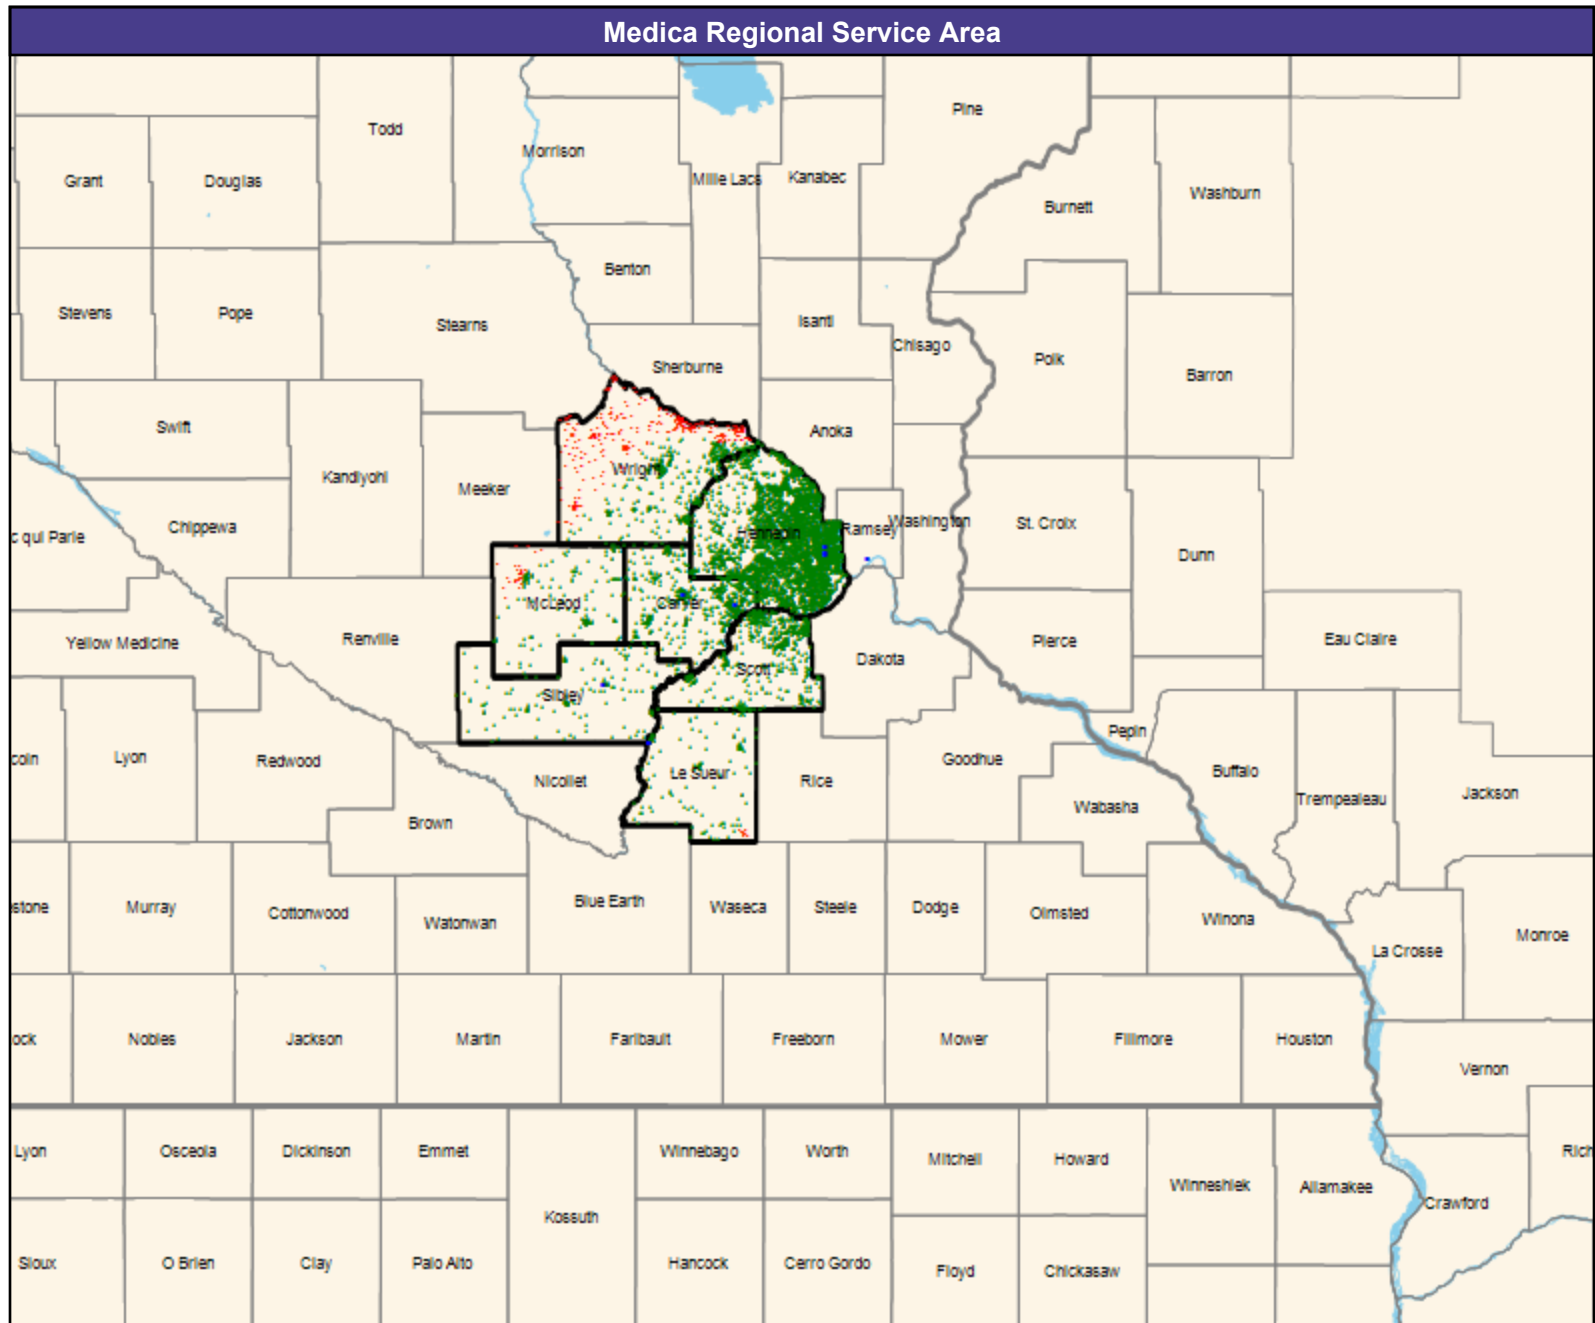 Medica Regional Service Area
Pine
Todd
Morrison
Grant
Douglas
Mille Lacs
Kanabec
Washburn
Burnett
Benton
Stevens
Pope
Stearns
Isanti
Chisago
Sherburne
Polk
Barron
Swift
Anoka
Wright
Kandiyohi
Meeker
Chippewa
c qui Parle
Hennepin
Ramsey
Washington
St. Croix
Dunn
McLeod
Carver
Yellow Medicine
Renville
Scott
Dakota
Pierce
Eau Claire
Sibley
Pepin
coln
Lyon
Redwood
Nicollet
Le Sueur
Rice
Goodhue
Buffalo
Trempealeau
Jackson
Wabasha
Brown
stone
Murray
Cottonwood
Watonwan
Blue Earth
Waseca
Steele
Dodge
Olmsted
Winona
La Crosse
Monroe
ock
Nobles
Jackson
Martin
Faribault
Freeborn
Mower
Fillmore
Houston
Vernon
Lyon
Osceola
Dickinson
Emmet
Winnebago
Worth
Mitchell
Howard
Rich
Winneshiek
Allamakee
Crawford
Kossuth
Sioux
O Brien
Clay
Palo Alto
Hancock
Cerro Gordo
Floyd
Chickasaw